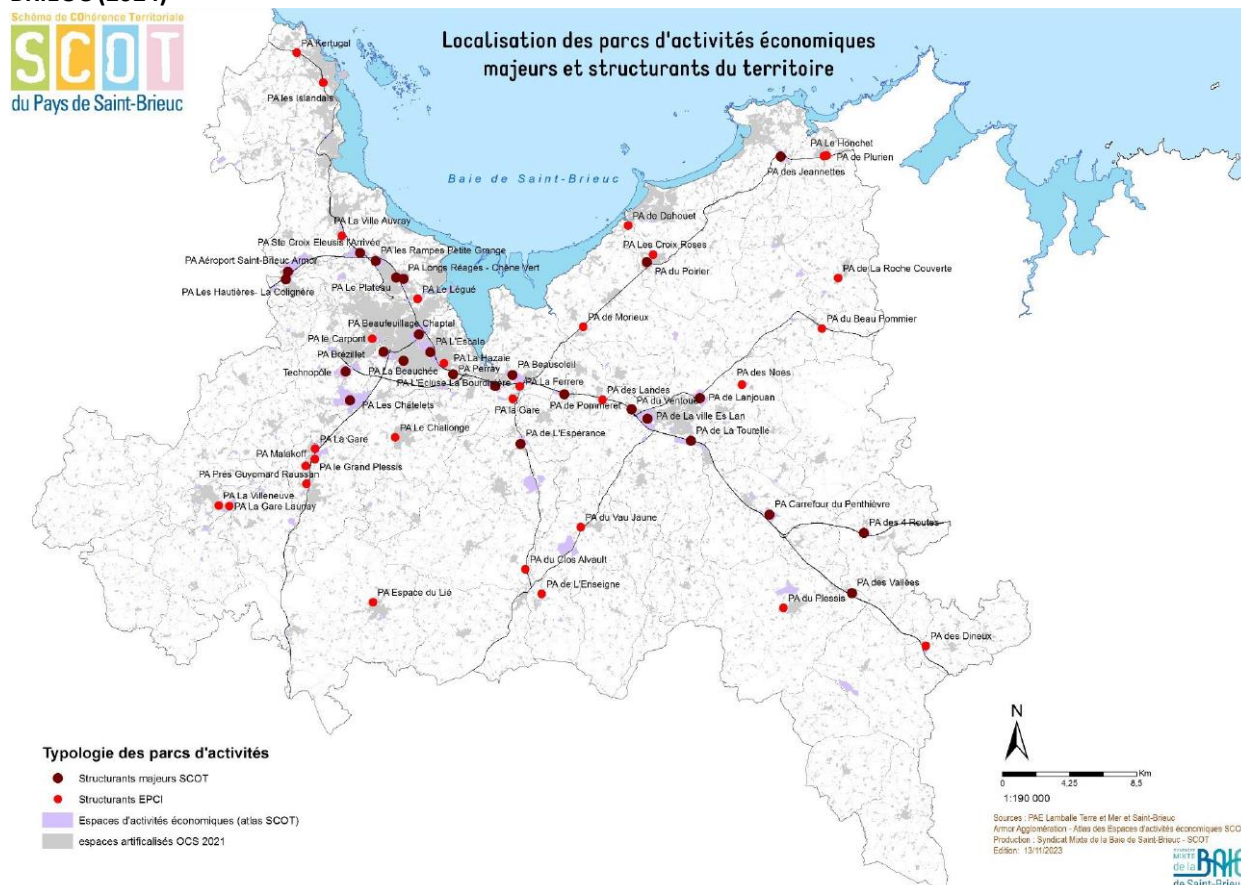 Schéma de COhérence Territoriale
SCOT
du Pays de Saint-Brieuc
Localisation des parcs d'activités économiques
majeurs et structurants du territoire
PA Kertugal
PA les Islandais
Baie de Saint-Brieuc
PA Le Honchet
PA de Plurien
PA des Jeannettes
PA La Ville Auvray
PA de Dahouet
PA Ste Croix Eleusis l'Arrivée
PA les Rampes Petite Grange
PA Les Croix Roses
PA Aéroport Saint-Brieuc Armor
PA Longs Réages - Chêne Vert
PA du Poirier
PA de La Roche Couverte
PA Les Hautières- La Colignère
PA Le Plateau
PA Le Légué
PA de Morieux
PA du Beau Pommier
PA Beaufeuillage Chaptal
PA le Carpont
PA L'Escale
PA Brézillet
PA La Hazaie
PA La Beauchée
PA Perray
PA Beausoleil
Technopôle
PA L'Ecluse La Bourdinière
PA La Ferrere
PA des Landes
PA des Noës
PA Les Châtelets
PA la Gare
PA de Pommeret
PA du Ventoue
PA de Lanjouan
PA de La ville Es Lan
PA Le Challonge
PA de L'Espérance
PA de La Tourelle
PA La Gare
PA Malakoff
PA le Grand Plessis
PA Prés Guyomard Raussan
PA La Villeneuve
PA La Gare Launay
PA Carrefour du Penthièvre
PA du Vau Jaune
PA des 4 Routes
PA du Clos Alvault
PA de L'Enseigne
PA Espace du Lié
PA des Vallées
PA du Plessis
PA des Dineux
N
Km
0 4,25 8,5
1:190 000
Typologie des parcs d'activités
Structurants majeurs SCOT
Structurants EPCI
Espaces d'activités économiques (atlas SCOT)
espaces artificalisés OCS 2021
Sources : PAE Lamballe Terre et Mer et Saint-Brieuc
Armor Agglomération - Atlas des Espaces d'activités économiques SCO
Production : Syndicat Mixte de la Baie de Saint-Brieuc - SCOT
Edition: 13/11/2023
MIXTE
de la BAIE
de Saint-Brieuc